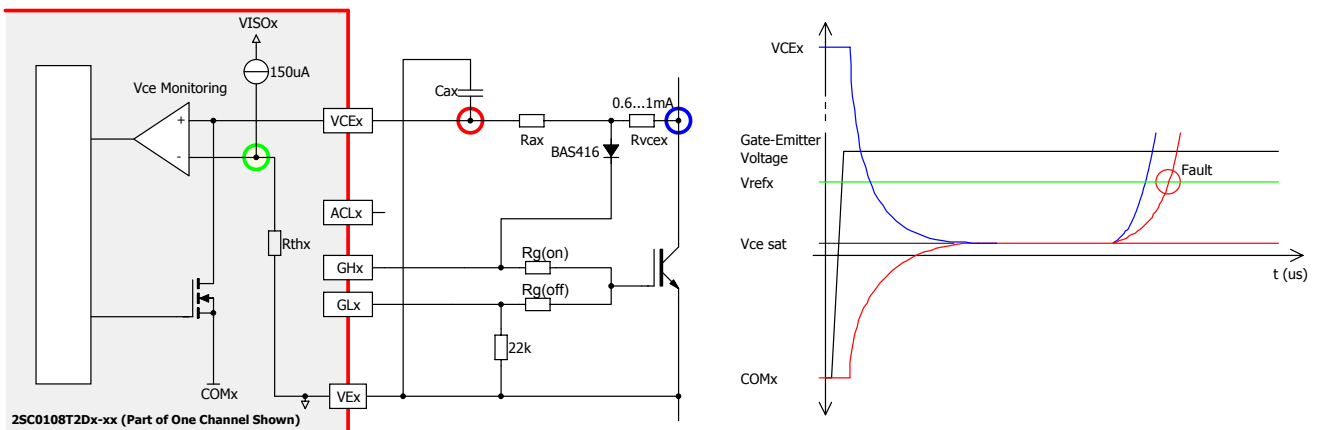 VISOx
150uA
Vce Monitoring
+
-
Rthx
COMx
2SC0108T2Dx-xx (Part of One Channel Shown)
VCEx
ACLx
GHx
GLx
VEx
Cax
Rax
0.6...1mA
Rvcex
BAS416
Rg(on)
Rg(off)
22k
VCEx
Gate-Emitter
Voltage
Vrefx
Fault
Vce sat
t (us)
COMx